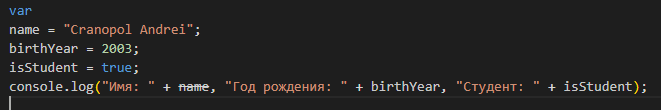 var
name = "Cranopol Andrei";
birthYear = 2003;
isStudent = true;
console.log("Имя: " + name, "Год рождения: " + birthYear, "Студент: " + isStudent);